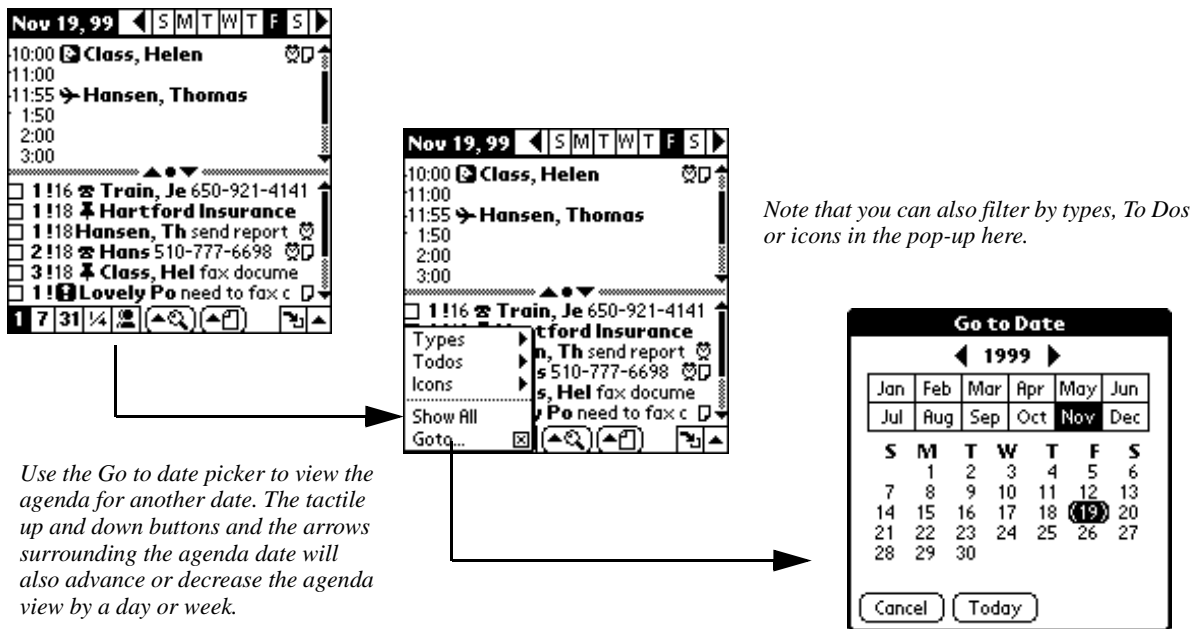 Nov 19, 99 S M T W T F S
10:00 Class, Helen
11:00
11:55 Hansen, Thomas
1:50
2:00
3:00
1 !16 Train, Je 650-921-4141
1 !18 Hartford Insurance
1 !18 Hansen, Th send report
2 !18 Hans 510-777-6698
3 !18 Class, Hel fax docume
1 ! Lovely Po need to fax c
1 7 31 ¼
Use the Go to date picker to view the
agenda for another date. The tactile
up and down buttons and the arrows
surrounding the agenda date will
also advance or decrease the agenda
view by a day or week.
Nov 19, 99 S M T W T F S
10:00 Class, Helen
11:00
11:55 Hansen, Thomas
1:50
2:00
3:00
1 !16 Train, Je 650-921-4141
tford Insurance
n, Th send report
s 510-777-6698
s, Hel fax docume
Po need to fax c
Types
Todos
Icons
Show All
Goto...
Note that you can also filter by types, To Dos
or icons in the pop-up here.
Go to Date
1999
Jan Feb Mar Apr May Jun
Jul Aug Sep Oct Nov Dec
S M T W T F S
1 2 3 4 5 6
7 8 9 10 11 12 13
14 15 16 17 18 19 20
21 22 23 24 25 26 27
28 29 30
Cancel Today